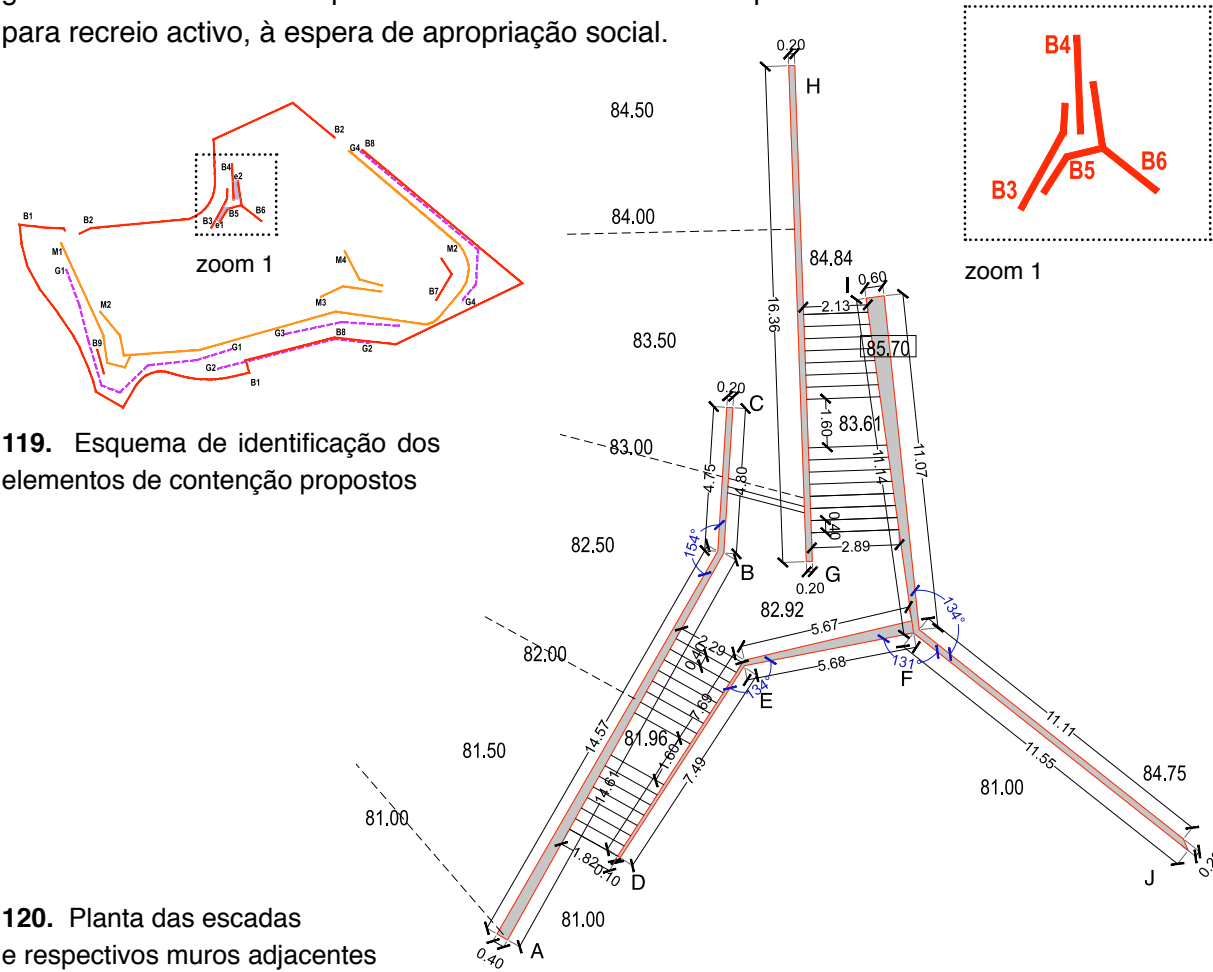 para recreio activo, à espera de apropriação social.
B1
B2
B2
G4
B8
B4
e2
B3
e1
B5
B6
M1
G1
M2
B9
M4
M3
M2
B7
G4
G3
B8
G1
G2
G2
B1
zoom 1
119. Esquema de identificação dos
elementos de contenção propostos
120. Planta das escadas
e respectivos muros adjacentes
B4
B3
B5
B6
zoom 1
0.20
H
84.50
84.00
84.84
I
0.60
2.13
16.36
83.50
85.70
0.20
C
1.60
83.61
83.00
11.14
11.07
4.75
4.80
0.40
82.50
154°
B
2.89
0.20
G
82.92
134°
5.67
82.00
2.29
0.40
5.68
131°
F
134°
E
7.69
14.57
81.96
1.60
7.49
14.61
81.50
11.11
11.55
84.75
81.00
81.00
1.82
0.10
D
81.00
J
A
0.40